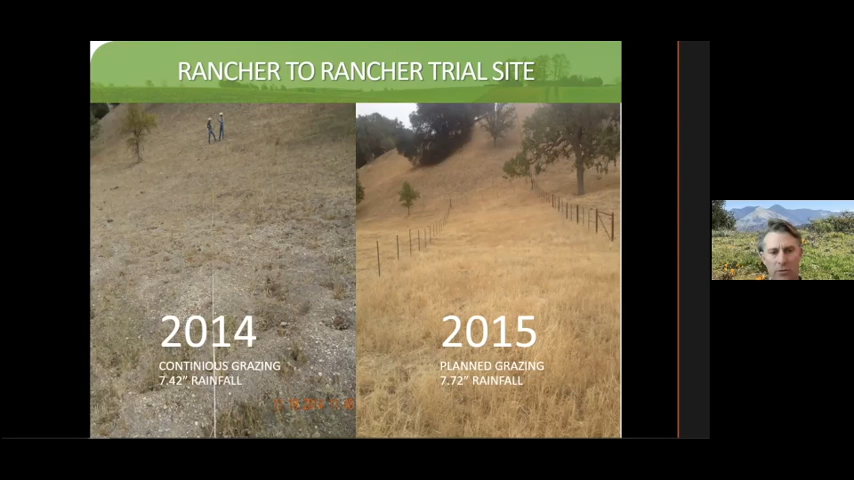 RANCHER TO RANCHER TRIAL SITE
2014
CONTINIOUS GRAZING
7.42" RAINFALL
2015
PLANNED GRAZING
7.72" RAINFALL